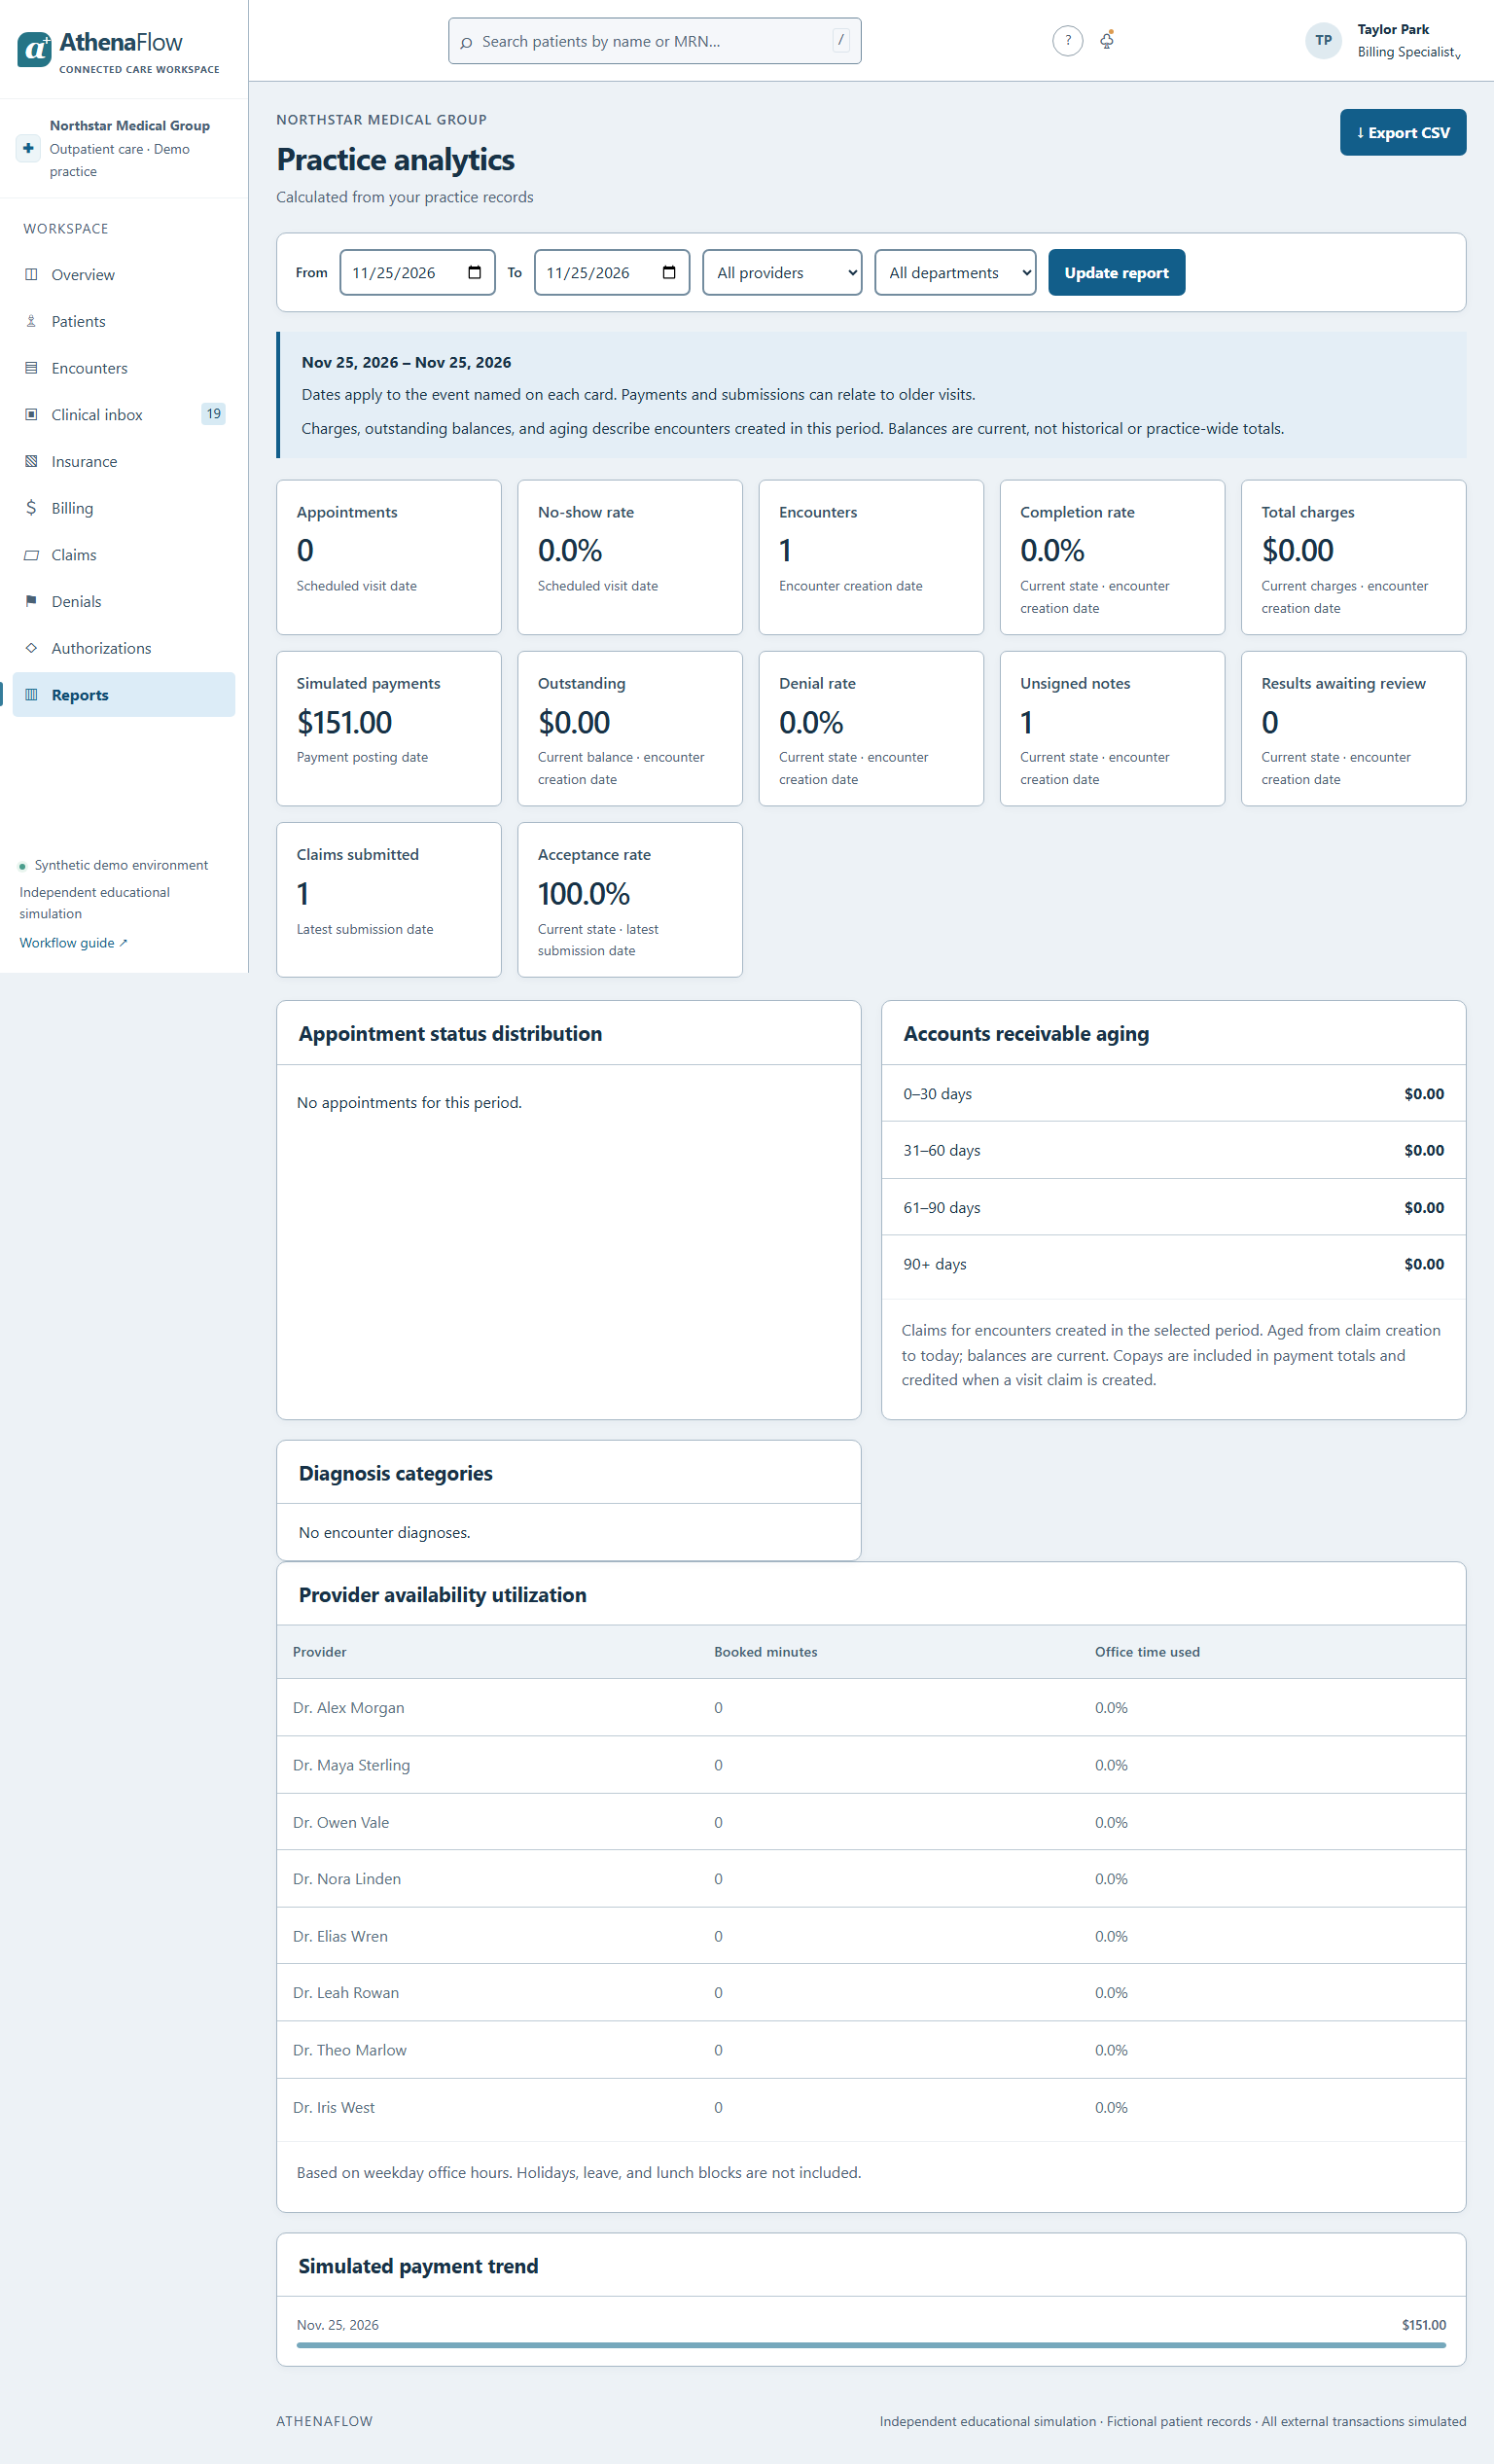 AthenaFlow
CONNECTED CARE WORKSPACE
Search patients by name or MRN...
/
?
TP
Taylor Park
Billing Specialist
Northstar Medical Group
Outpatient care · Demo
practice
WORKSPACE
Overview
Patients
Encounters
Clinical inbox 19
Insurance
$ Billing
Claims
Denials
Authorizations
Reports
Synthetic demo environment
Independent educational
simulation
Workflow guide ↗
NORTHSTAR MEDICAL GROUP
Practice analytics
Calculated from your practice records
↓ Export CSV
From 11/25/2026 To 11/25/2026 All providers All departments Update report
Nov 25, 2026 – Nov 25, 2026
Dates apply to the event named on each card. Payments and submissions can relate to older visits.
Charges, outstanding balances, and aging describe encounters created in this period. Balances are current, not historical or practice-wide totals.
Appointments
0
Scheduled visit date
No-show rate
0.0%
Scheduled visit date
Encounters
1
Encounter creation date
Completion rate
0.0%
Current state · encounter
creation date
Total charges
$0.00
Current charges · encounter
creation date
Simulated payments
$151.00
Payment posting date
Outstanding
$0.00
Current balance · encounter
creation date
Denial rate
0.0%
Current state · encounter
creation date
Unsigned notes
1
Current state · encounter
creation date
Results awaiting review
0
Current state · encounter
creation date
Claims submitted
1
Latest submission date
Acceptance rate
100.0%
Current state · latest
submission date
Appointment status distribution
No appointments for this period.
Accounts receivable aging
0–30 days $0.00
31–60 days $0.00
61–90 days $0.00
90+ days $0.00
Claims for encounters created in the selected period. Aged from claim creation
to today; balances are current. Copays are included in payment totals and
credited when a visit claim is created.
Diagnosis categories
No encounter diagnoses.
Provider availability utilization
Provider Booked minutes Office time used
Dr. Alex Morgan 0 0.0%
Dr. Maya Sterling 0 0.0%
Dr. Owen Vale 0 0.0%
Dr. Nora Linden 0 0.0%
Dr. Elias Wren 0 0.0%
Dr. Leah Rowan 0 0.0%
Dr. Theo Marlow 0 0.0%
Dr. Iris West 0 0.0%
Based on weekday office hours. Holidays, leave, and lunch blocks are not included.
Simulated payment trend
Nov. 25, 2026 $151.00
ATHENAFLOW
Independent educational simulation · Fictional patient records · All external transactions simulated